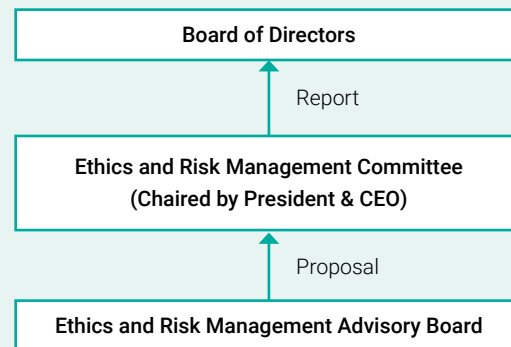 Board of Directors
Report
Ethics and Risk Management Committee
(Chaired by President & CEO)
Proposal
Ethics and Risk Management Advisory Board